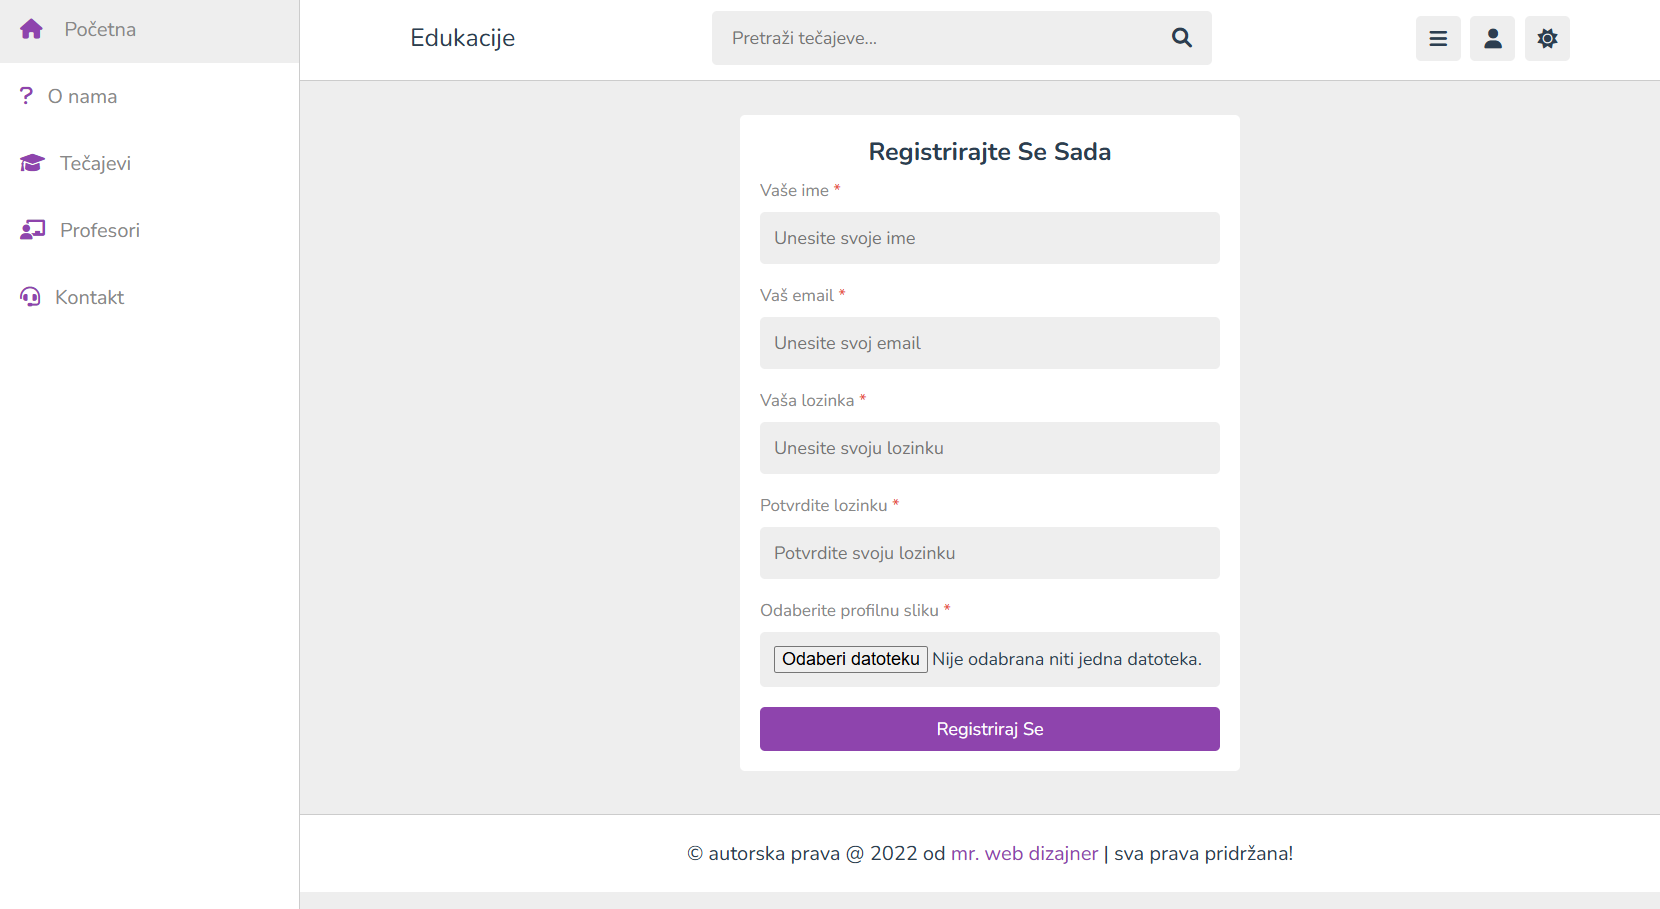 Početna
O nama
Tečajevi
Profesori
Kontakt
Edukacije
Pretraži tečajeve...
Registrirajte Se Sada
Vaše ime *
Unesite svoje ime
Vaš email *
Unesite svoj email
Vaša lozinka *
Unesite svoju lozinku
Potvrdite lozinku *
Potvrdite svoju lozinku
Odaberite profilnu sliku *
Odaberi datoteku Nije odabrana niti jedna datoteka.
Registriraj Se
© autorska prava @ 2022 od mr. web dizajner | sva prava pridržana!